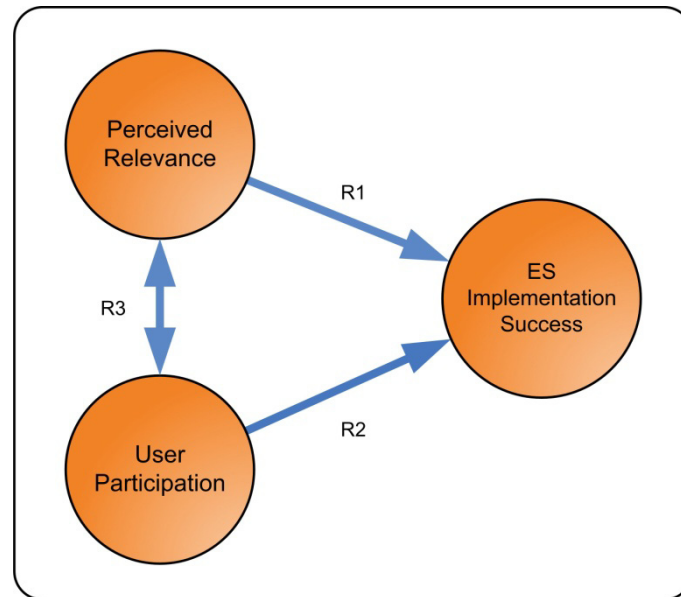 Perceived
Relevance
R1
ES
Implementation
Success
R3
R2
User
Participation